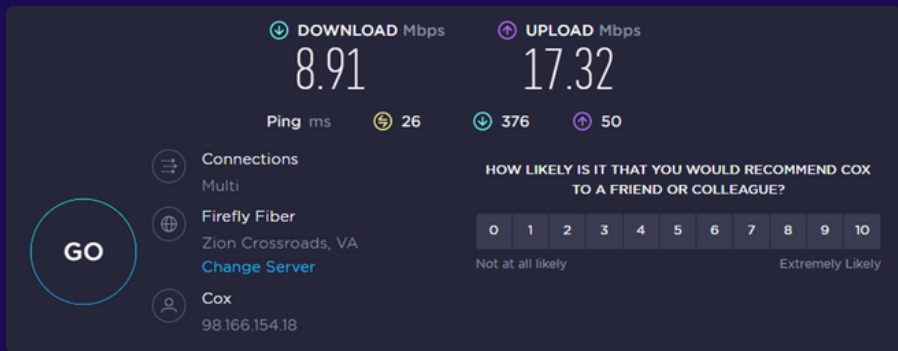 DOWNLOAD Mbps
8.91
UPLOAD Mbps
17.32
Ping ms 26 376 50
Connections
Multi
Firefly Fiber
Zion Crossroads, VA
Change Server
Cox
98.166.154.18
GO
HOW LIKELY IS IT THAT YOU WOULD RECOMMEND COX
TO A FRIEND OR COLLEAGUE?
0 1 2 3 4 5 6 7 8 9 10
Not at all likely Extremely Likely